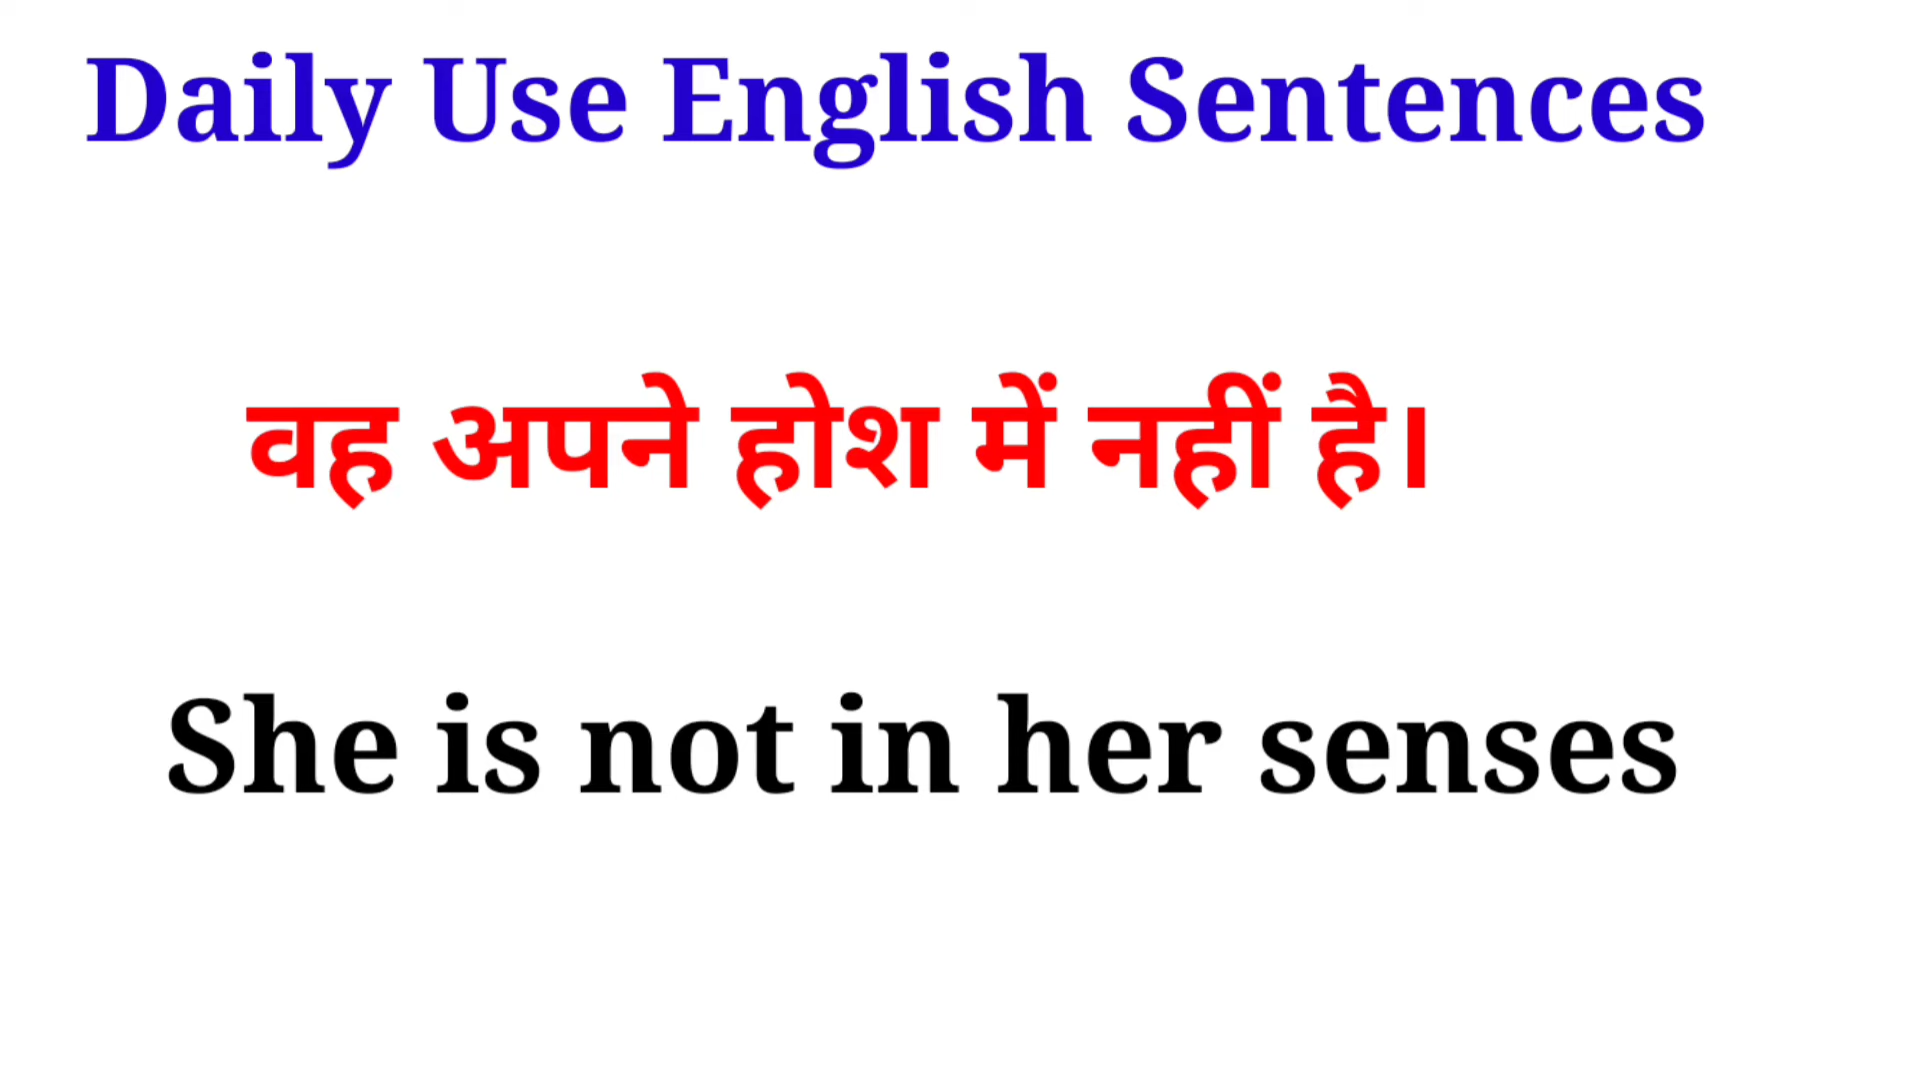 Daily Use English Sentences
वह अपने होश में नहीं है।
She is not in her senses